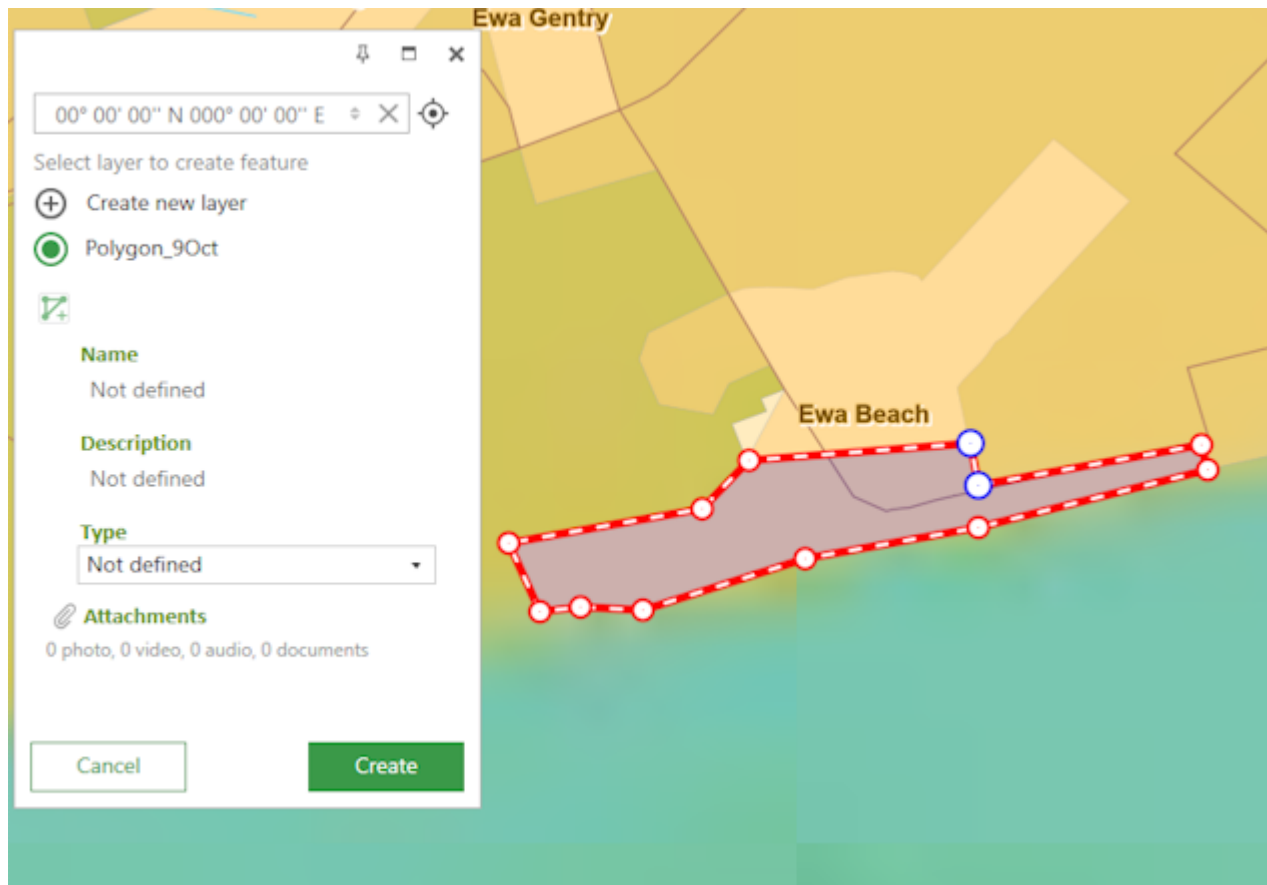 Ewa Gentry
00° 00' 00" N 000° 00' 00" E
Select layer to create feature
Create new layer
Polygon_9Oct
Name
Not defined
Description
Not defined
Type
Not defined
Attachments
0 photo, 0 video, 0 audio, 0 documents
Cancel
Create
Ewa Beach